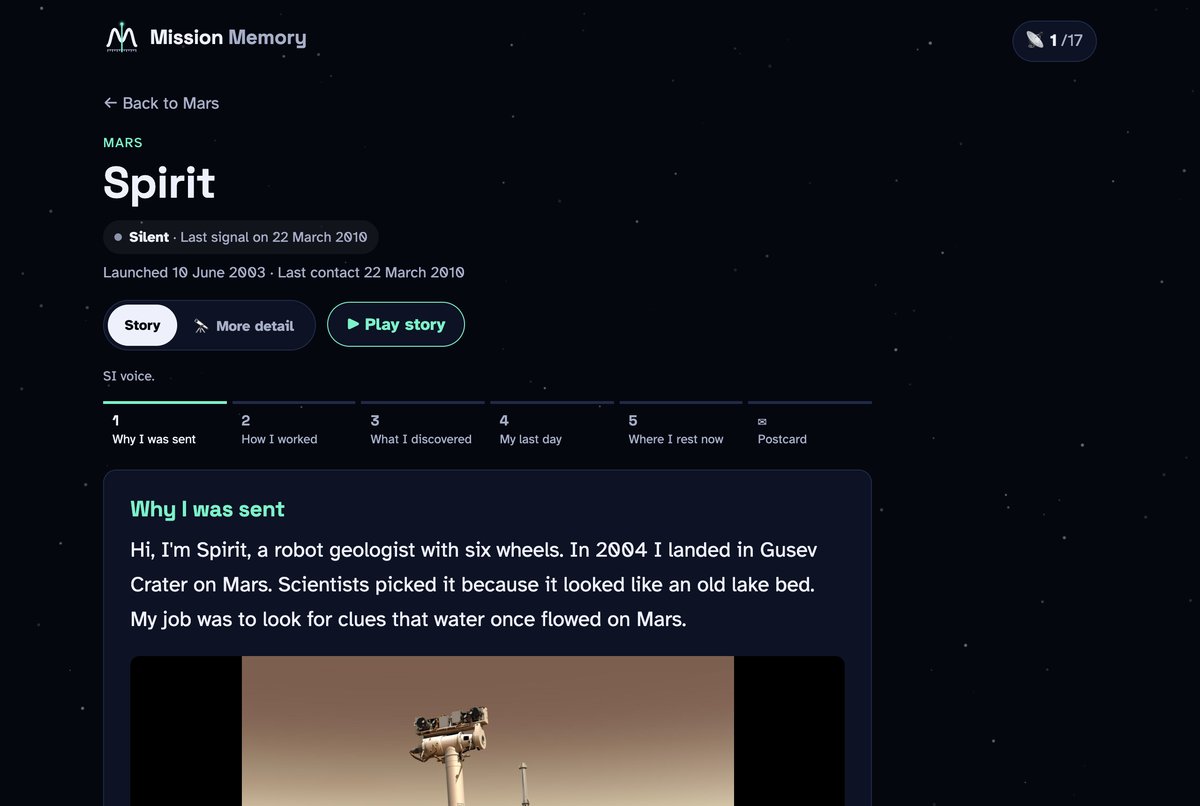 Mission Memory
1/17
← Back to Mars
MARS
Spirit
Silent · Last signal on 22 March 2010
Launched 10 June 2003 · Last contact 22 March 2010
Story
More detail
Play story
SI voice.
1
Why I was sent
2
How I worked
3
What I discovered
4
My last day
5
Where I rest now
Postcard
Why I was sent
Hi, I'm Spirit, a robot geologist with six wheels. In 2004 I landed in Gusev
Crater on Mars. Scientists picked it because it looked like an old lake bed.
My job was to look for clues that water once flowed on Mars.